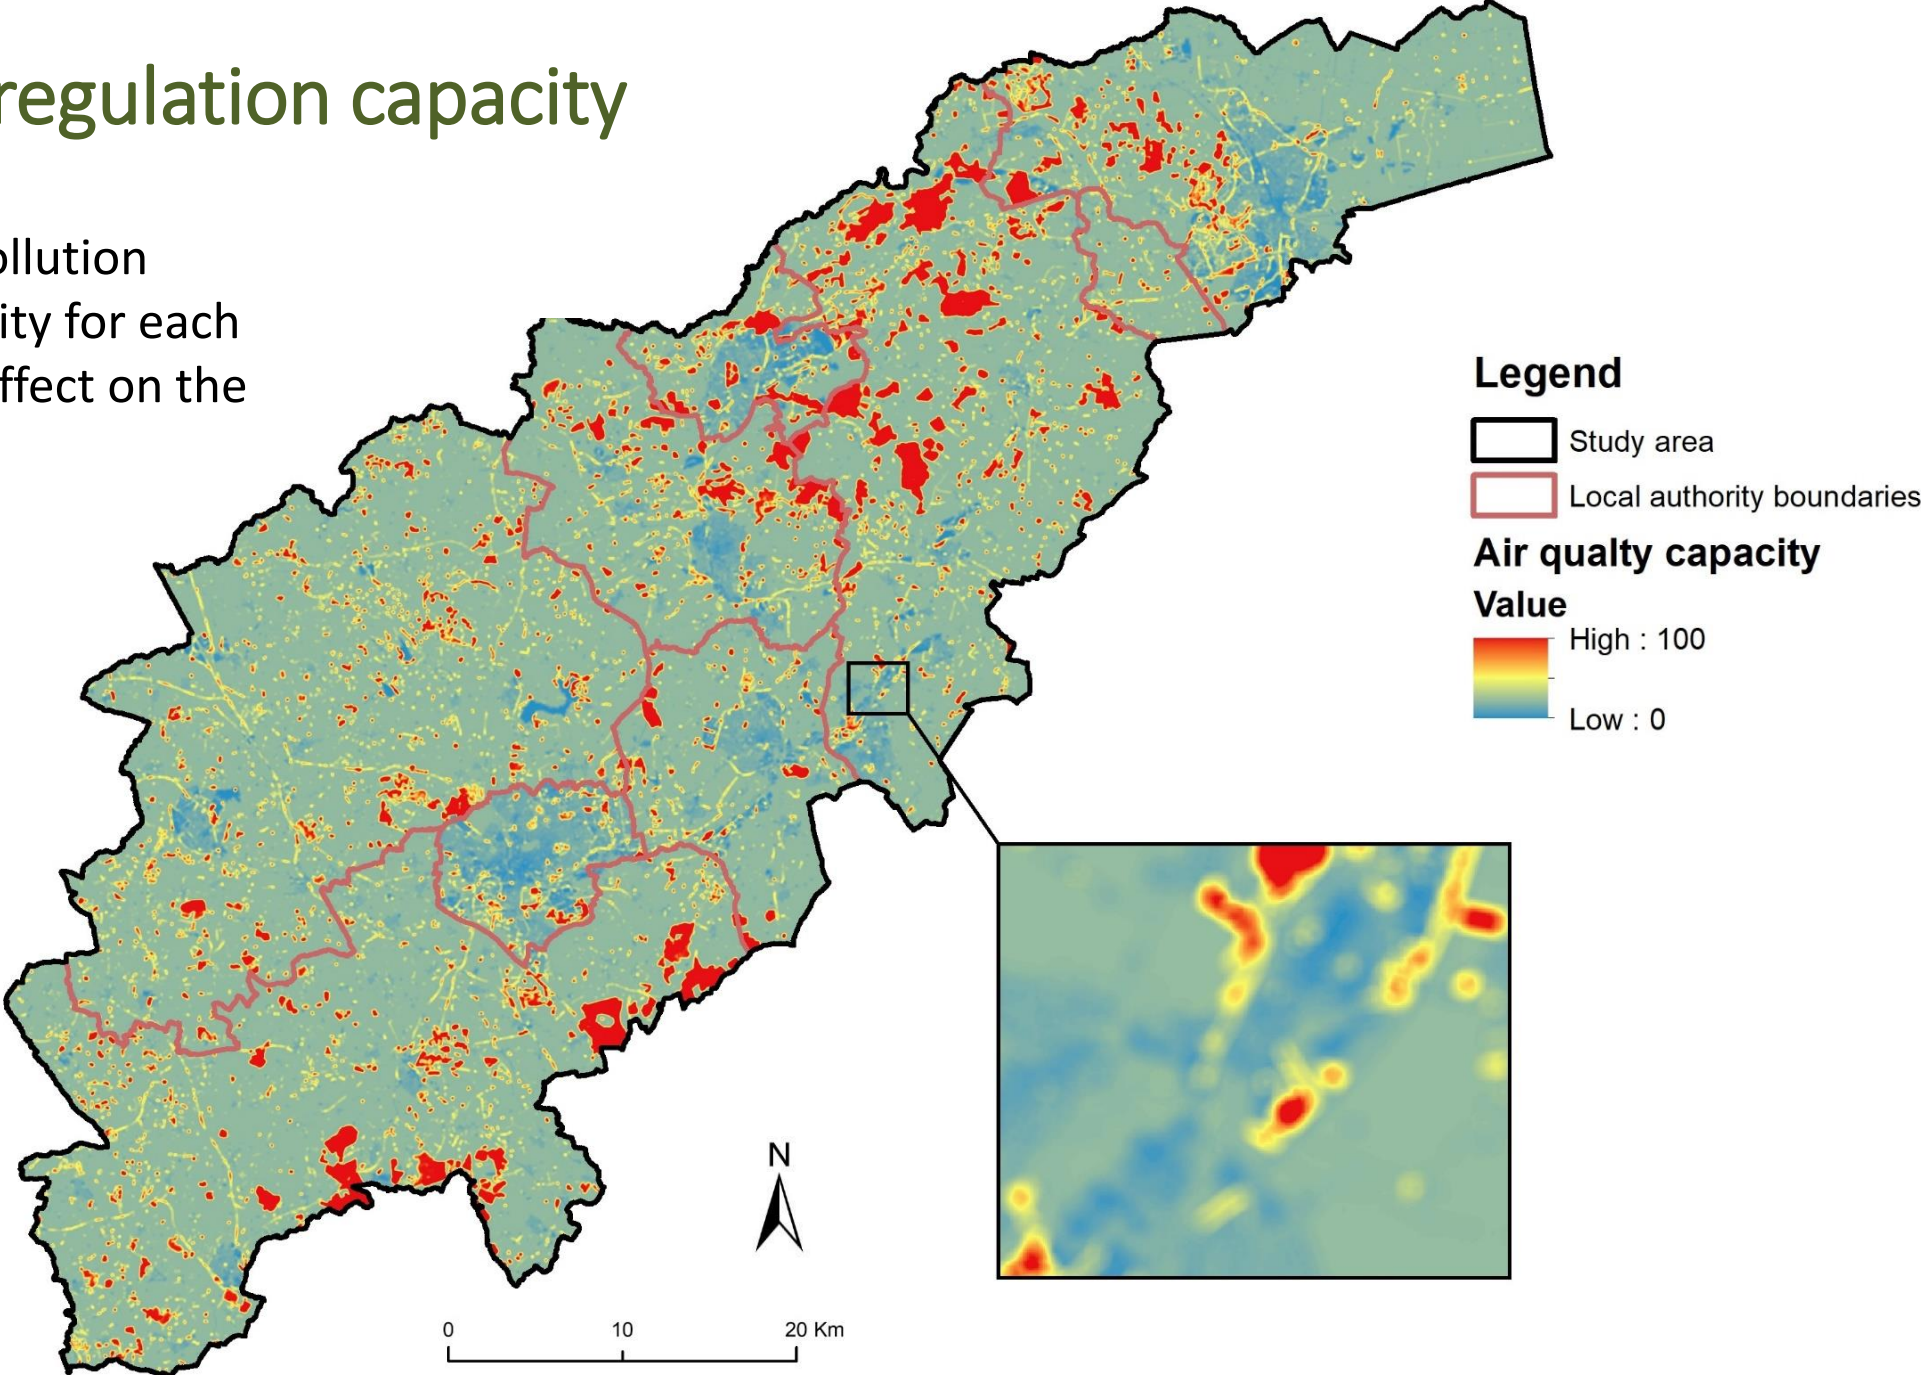 regulation capacity
ollution
ity for each
ffect on the
Legend
Study area
Local authority boundaries
Air qualty capacity
Value
High : 100
Low : 0
N
0 10 20 Km